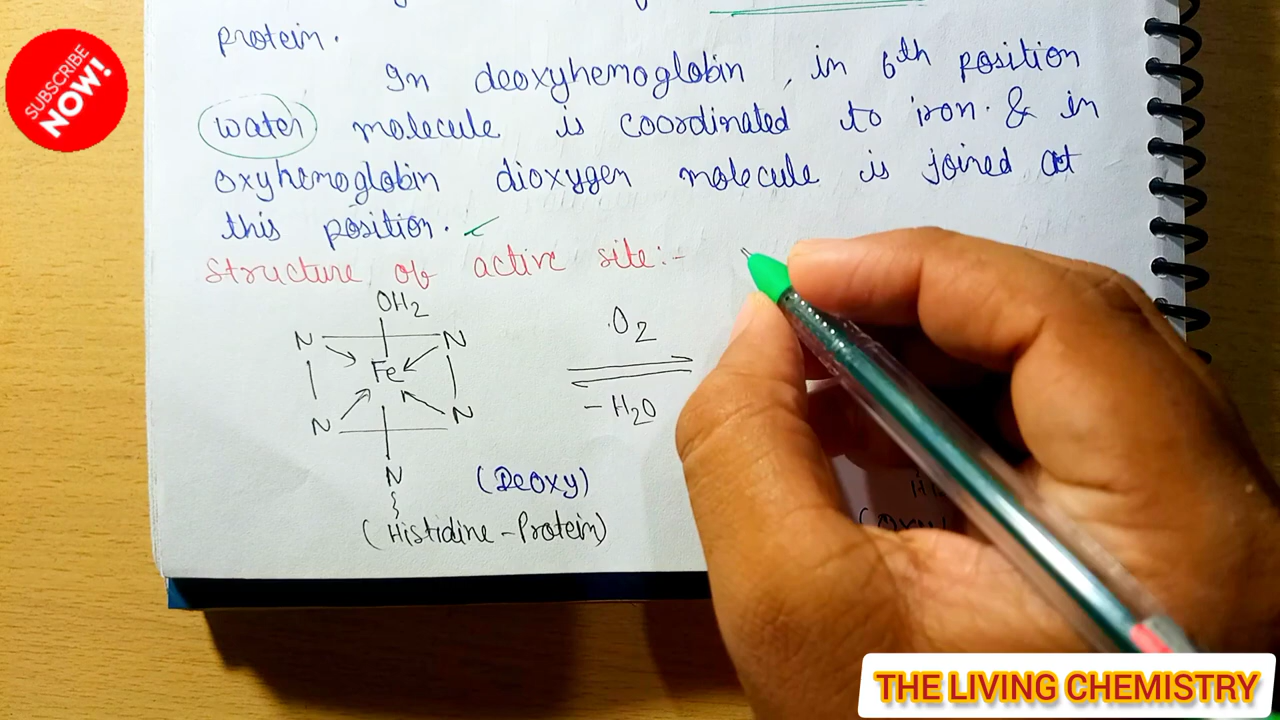 SUBSCRIBE
NOW!
protein.
In deoxyhemoglobin, in 6th position
water molecule is coordinated to iron. & in
oxyhemoglobin dioxygen molecule is joined at
this position.
Structure of active site:-
OH2
N N
O2
Fe
- H2O
N N
N
(Deoxy)
(Histidine - Protein)
THE LIVING CHEMISTRY